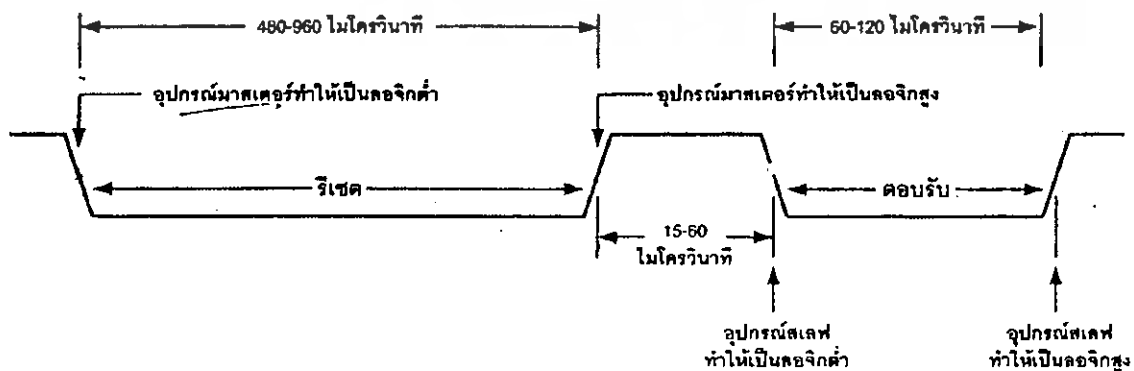 480-960 ไมโครวินาที
60-120 ไมโครวินาที
อุปกรณ์มาสเตอร์ทำให้เป็นลอจิกต่ำ
อุปกรณ์มาสเตอร์ทำให้เป็นลอจิกสูง
รีเซต
ตอบรับ
15-60
ไมโครวินาที
อุปกรณ์สเลฟ
ทำให้เป็นลอจิกต่ำ
อุปกรณ์สเลฟ
ทำให้เป็นลอจิกสูง